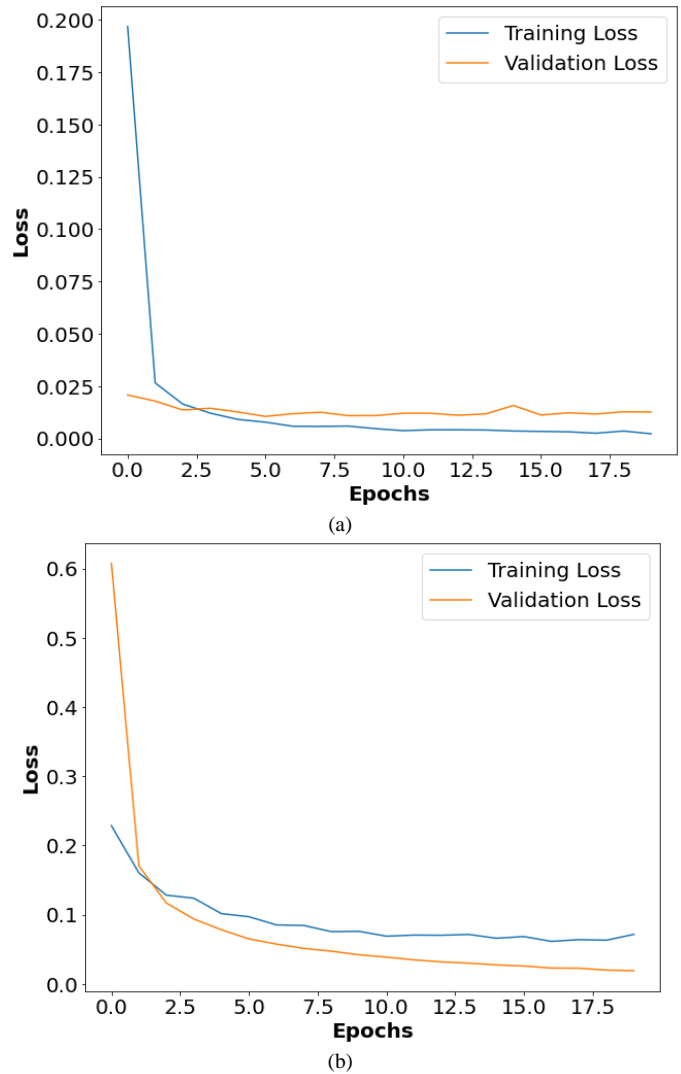 0.200
0.175
0.150
0.125
0.100
0.075
0.050
0.025
0.000
Loss
Training Loss
Validation Loss
0.0 2.5 5.0 7.5 10.0 12.5 15.0 17.5
Epochs
(a)
0.6
0.5
0.4
0.3
0.2
0.1
0.0
Loss
Training Loss
Validation Loss
0.0 2.5 5.0 7.5 10.0 12.5 15.0 17.5
Epochs
(b)